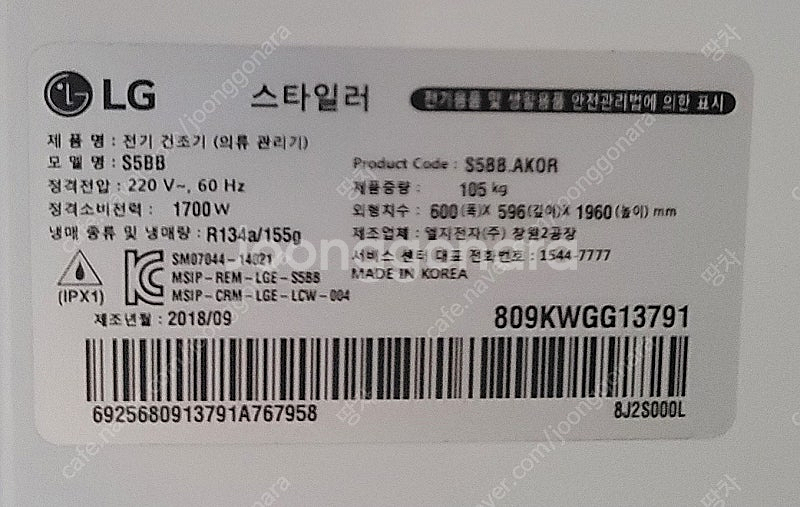 LG 스타일러 전기용품 및 생활용품 안전관리법에 의한 표시
제 품 명 : 전기 건조기 (의류 관리기)
모 델 명 : S5BB
Product Code : S5BB.AKOR
정격전압 : 220 V~, 60 Hz
제품중량 : 105 kg
정격소비전력 : 1700 W
외형치수 : 600(폭)X 596(깊이)X 1960(높이) mm
냉매 종류 및 냉매량 : R134a/155g
제조업체 : 엘지전자(주) 창원2공장
서비스 센터 대표 전화번호 : 1544-7777
MADE IN KOREA
(IPX1)
SM07044-14021
MSIP-REM-LGE-S5BB
MSIP-CRM-LGE-LCW-004
제조년월 : 2018/09
809KWGG13791
6925680913791A767958
8J2S000L
joonggonara
cafe.naver.com/joonggonara
땅차